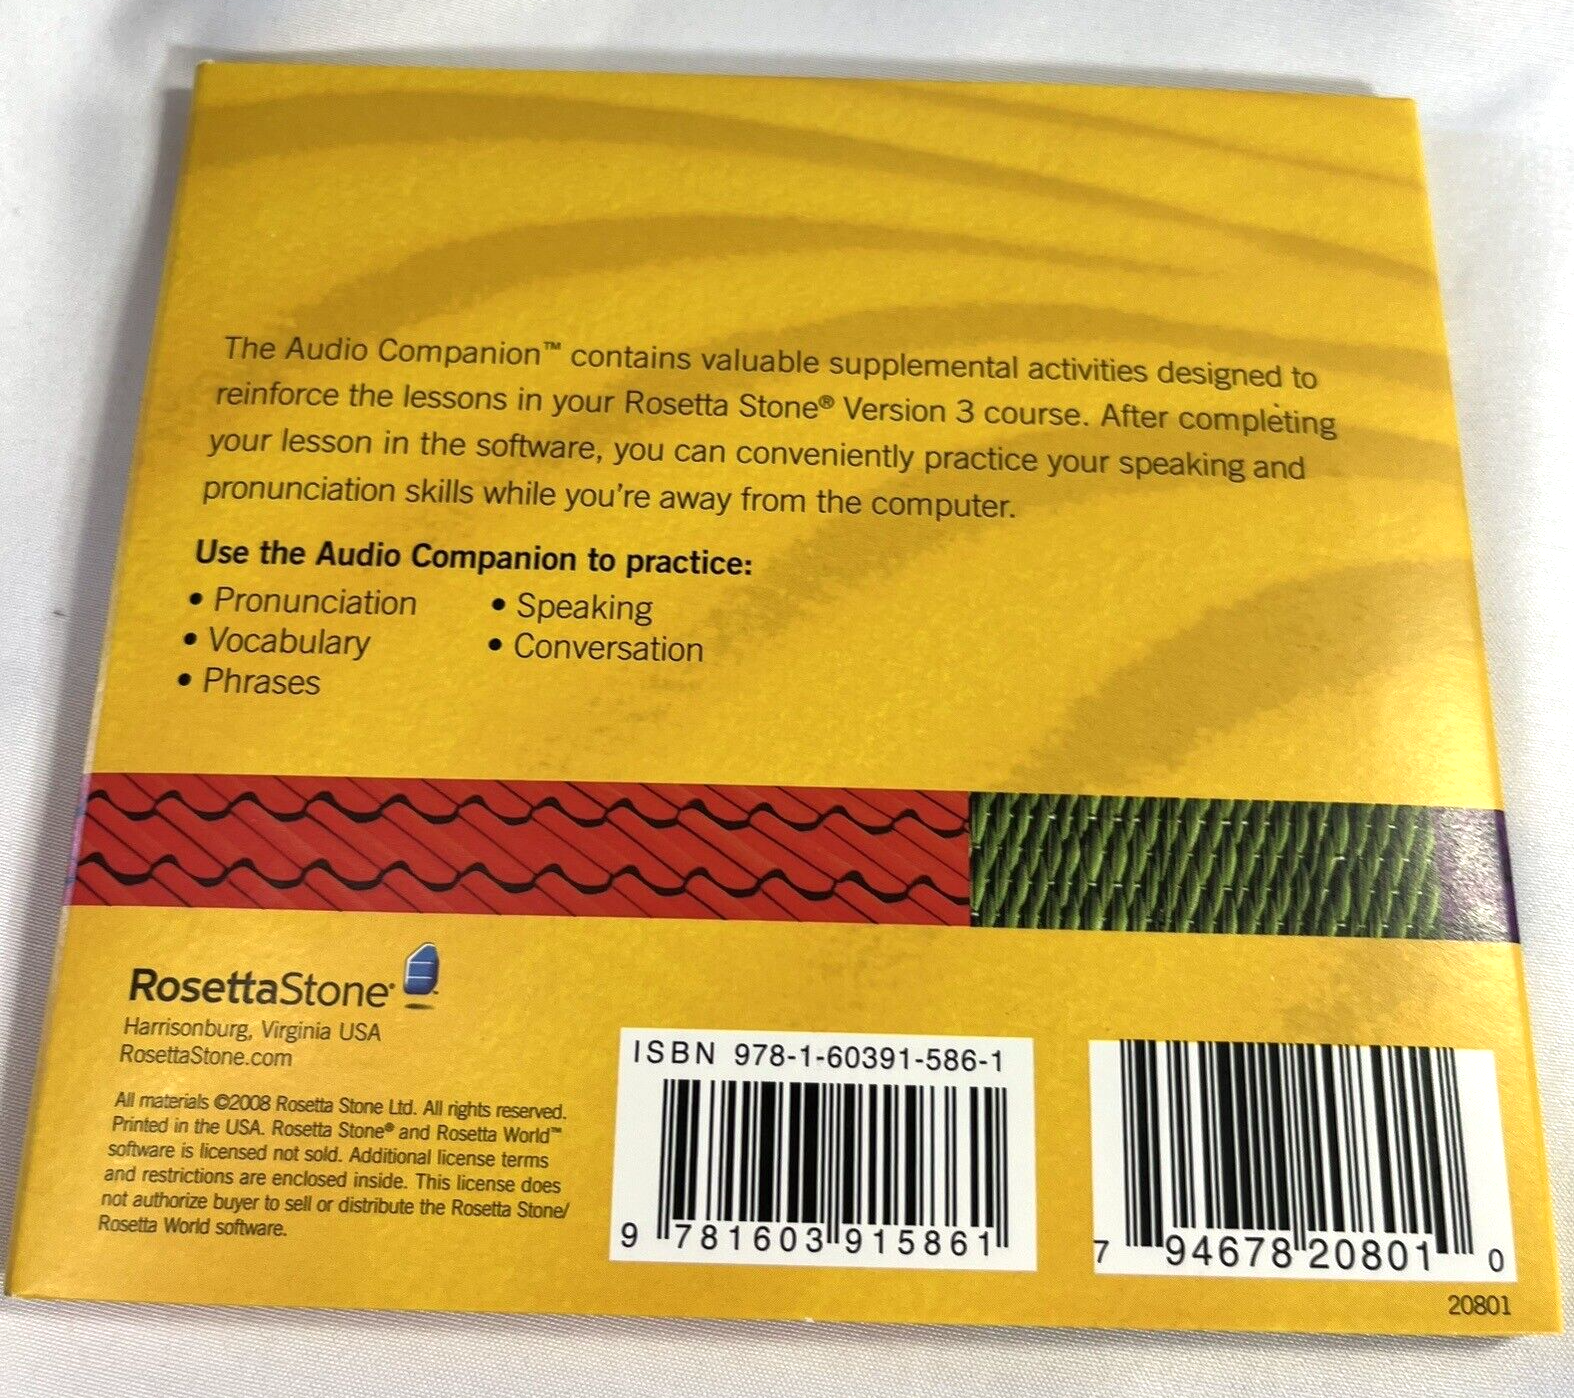 The Audio Companion™ contains valuable supplemental activities designed to
reinforce the lessons in your Rosetta Stone® Version 3 course. After completing
your lesson in the software, you can conveniently practice your speaking and
pronunciation skills while you're away from the computer.
Use the Audio Companion to practice:
• Pronunciation
• Vocabulary
• Phrases
• Speaking
• Conversation
RosettaStone®
Harrisonburg, Virginia USA
RosettaStone.com
All materials ©2008 Rosetta Stone Ltd. All rights reserved.
Printed in the USA. Rosetta Stone® and Rosetta World™
software is licensed not sold. Additional license terms
and restrictions are enclosed inside. This license does
not authorize buyer to sell or distribute the Rosetta Stone/
Rosetta World software.
ISBN 978-1-60391-586-1
9 781603 915861
7 94678 20801 0
20801